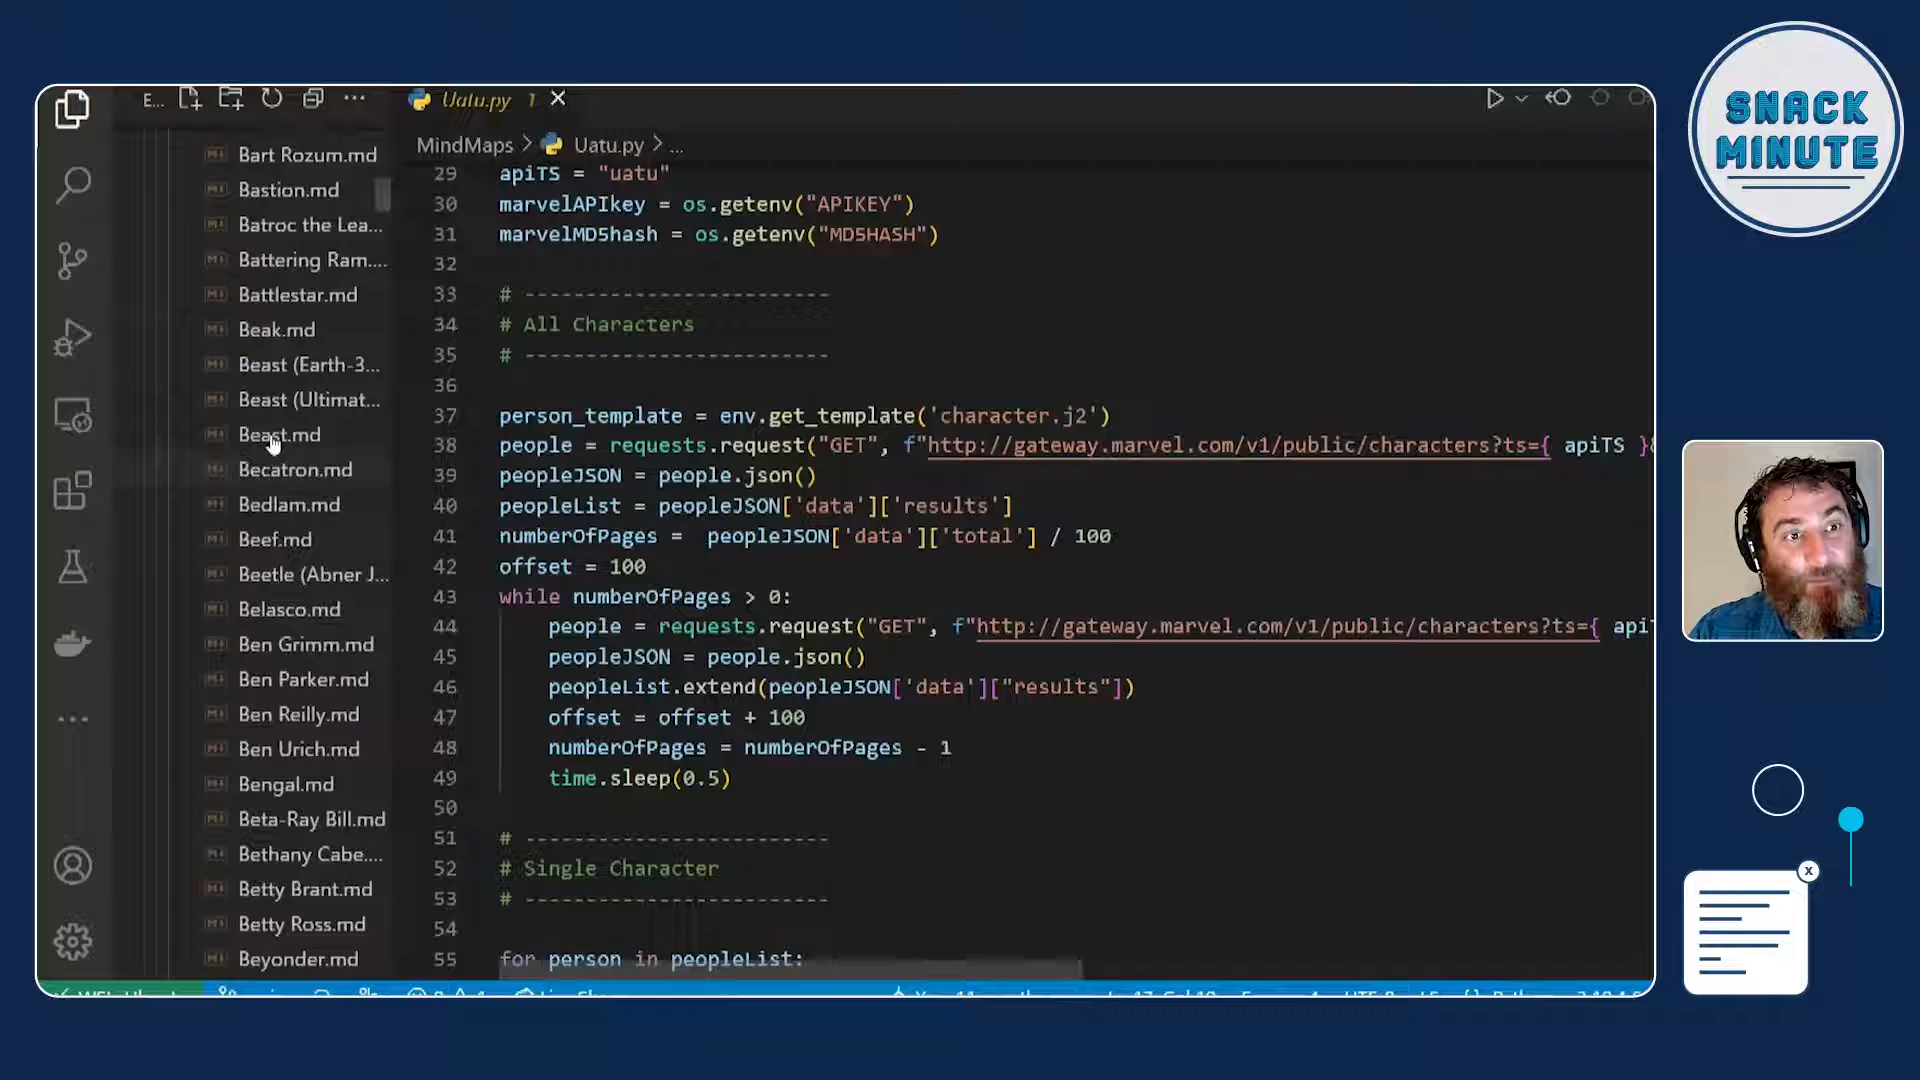 SNACK
MINUTE
E...
Uatu.py 1
MindMaps > Uatu.py > ...
Bart Rozum.md
Bastion.md
Batroc the Lea...
Battering Ram....
Battlestar.md
Beak.md
Beast (Earth-3...
Beast (Ultimat...
Beast.md
Becatron.md
Bedlam.md
Beef.md
Beetle (Abner J...
Belasco.md
Ben Grimm.md
Ben Parker.md
Ben Reilly.md
Ben Urich.md
Bengal.md
Beta-Ray Bill.md
Bethany Cabe....
Betty Brant.md
Betty Ross.md
Beyonder.md
29 apiTS = "uatu"
30 marvelAPIkey = os.getenv("APIKEY")
31 marvelMD5hash = os.getenv("MD5HASH")
32
33 # -------------------------
34 # All Characters
35 # -------------------------
36
37 person_template = env.get_template('character.j2')
38 people = requests.request("GET", f"http://gateway.marvel.com/v1/public/characters?ts={ apiTS }
39 peopleJSON = people.json()
40 peopleList = peopleJSON['data']['results']
41 numberOfPages =  peopleJSON['data']['total'] / 100
42 offset = 100
43 while numberOfPages > 0:
44     people = requests.request("GET", f"http://gateway.marvel.com/v1/public/characters?ts={ api
45     peopleJSON = people.json()
46     peopleList.extend(peopleJSON['data']["results"])
47     offset = offset + 100
48     numberOfPages = numberOfPages - 1
49     time.sleep(0.5)
50
51 # -------------------------
52 # Single Character
53 # -------------------------
54
55 for person in peopleList:
x